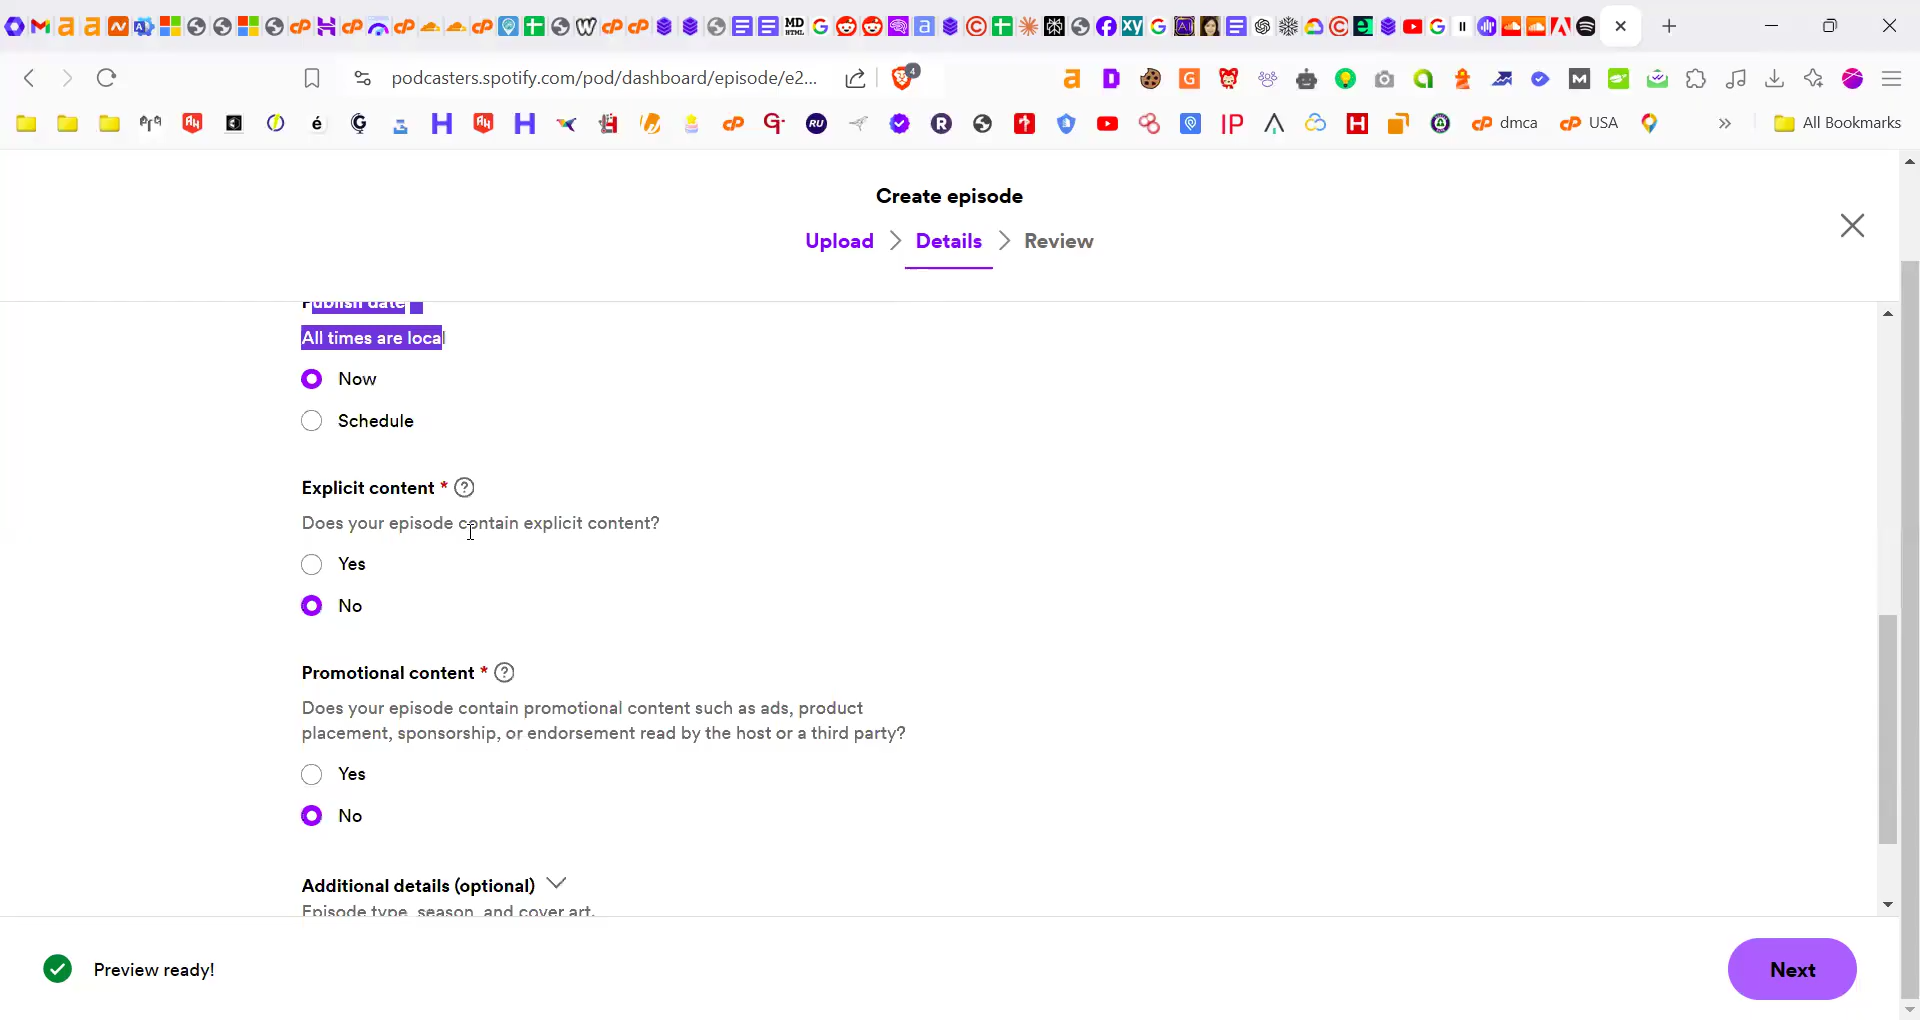 podcasters.spotify.com/pod/dashboard/episode/e2...
4
dmca
USA
All Bookmarks
Create episode
Upload
Details
Review
Publish date
All times are local
Now
Schedule
Explicit content *
Does your episode contain explicit content?
Yes
No
Promotional content *
Does your episode contain promotional content such as ads, product
placement, sponsorship, or endorsement read by the host or a third party?
Yes
No
Additional details (optional)
Episode type, season, and cover art.
Preview ready!
Next